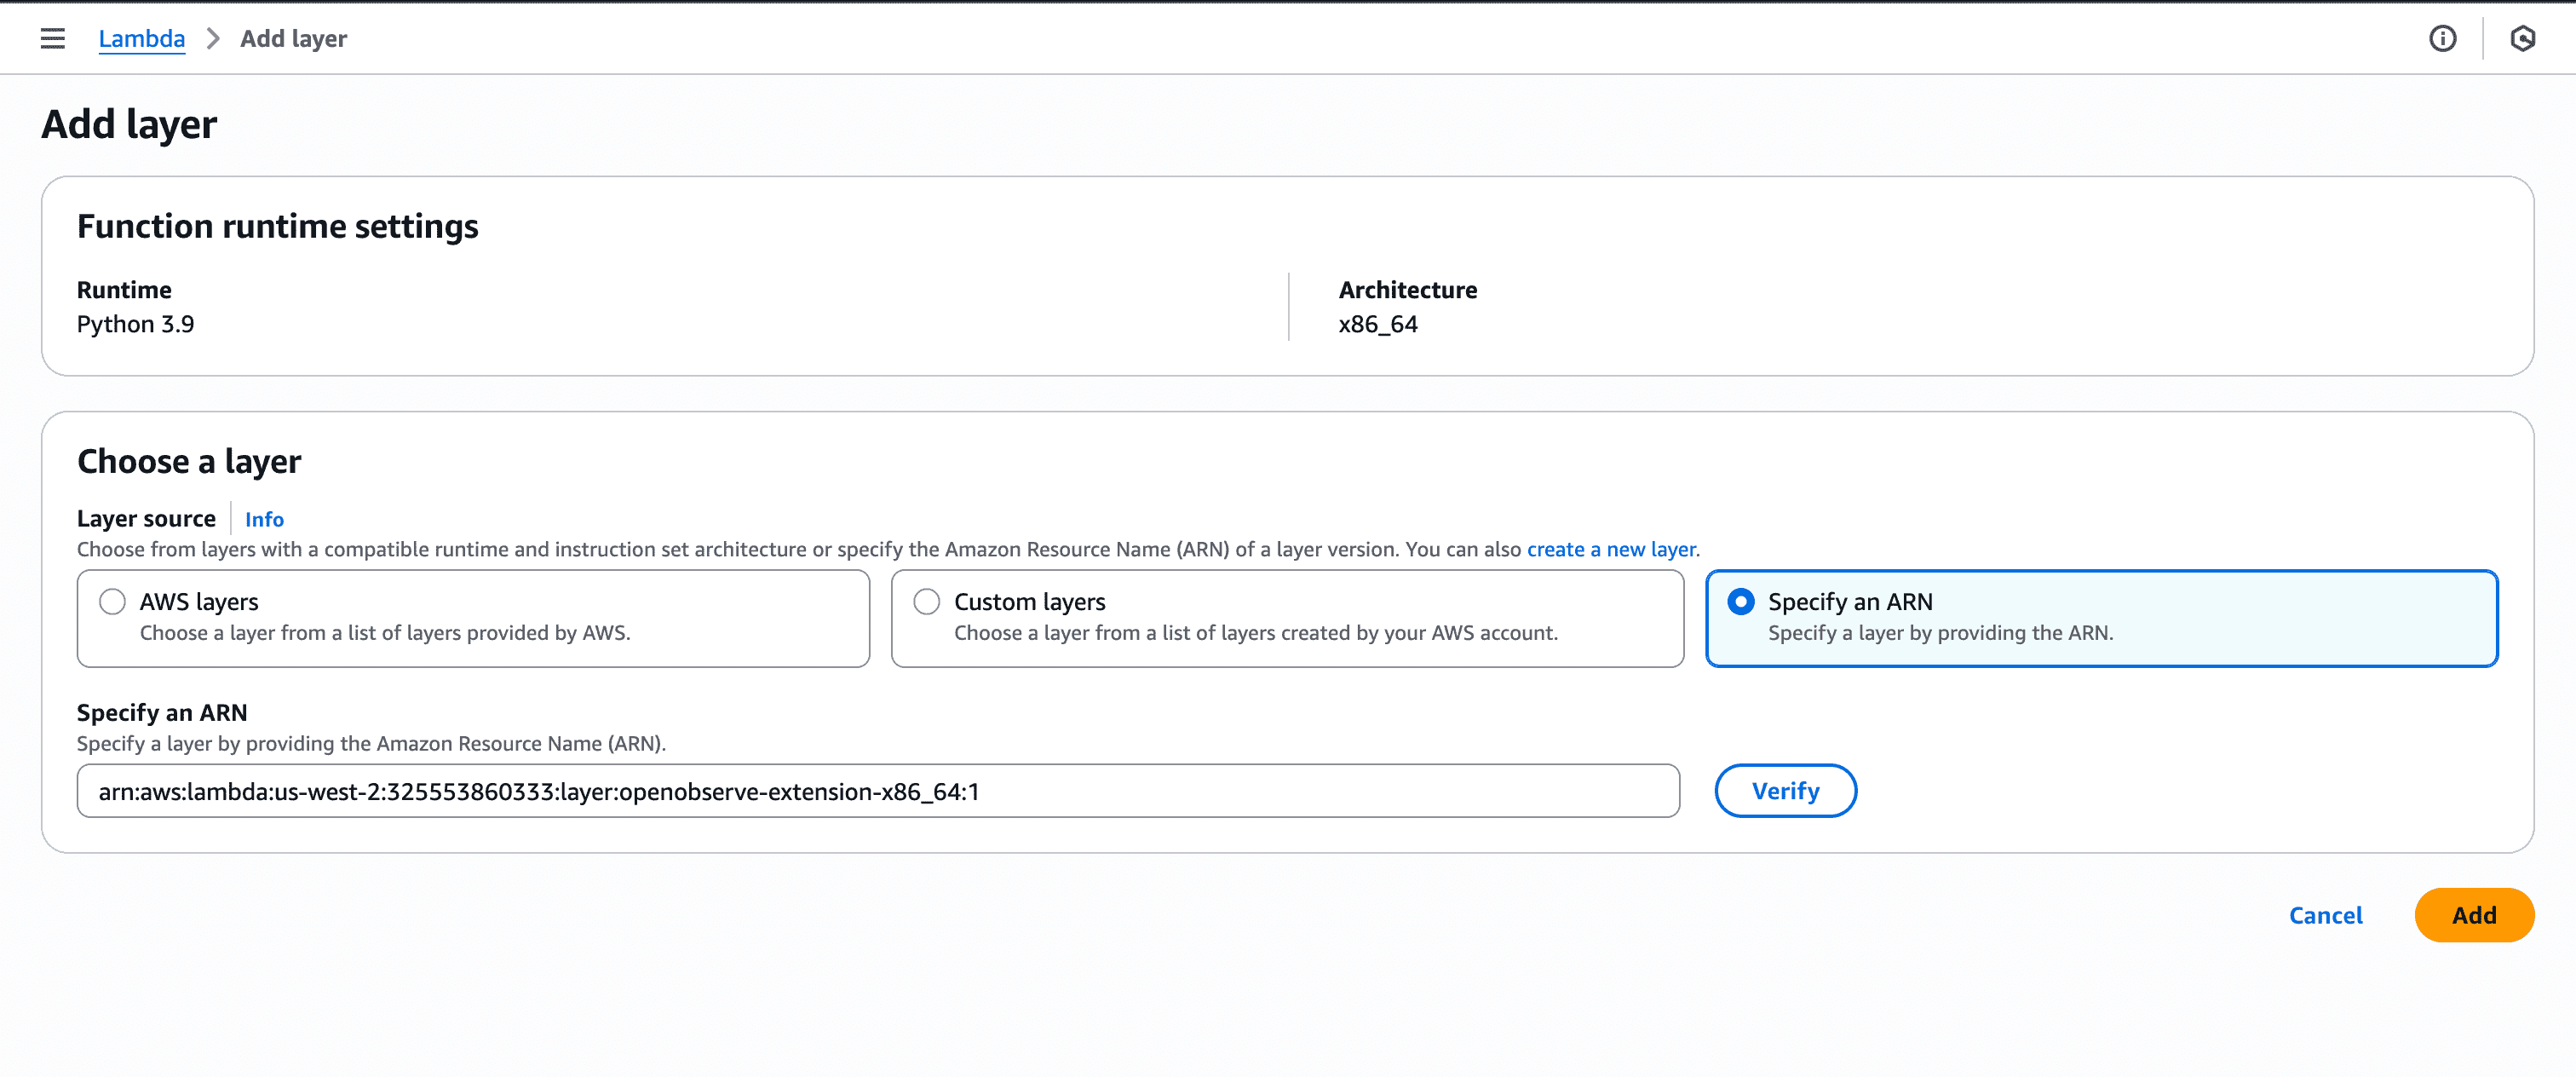 Lambda > Add layer
Add layer
Function runtime settings
Runtime
Python 3.9
Architecture
x86_64
Choose a layer
Layer source Info
Choose from layers with a compatible runtime and instruction set architecture or specify the Amazon Resource Name (ARN) of a layer version. You can also create a new layer.
AWS layers
Choose a layer from a list of layers provided by AWS.
Custom layers
Choose a layer from a list of layers created by your AWS account.
Specify an ARN
Specify a layer by providing the ARN.
Specify an ARN
Specify a layer by providing the Amazon Resource Name (ARN).
arn:aws:lambda:us-west-2:325553860333:layer:openobserve-extension-x86_64:1
Verify
Cancel
Add